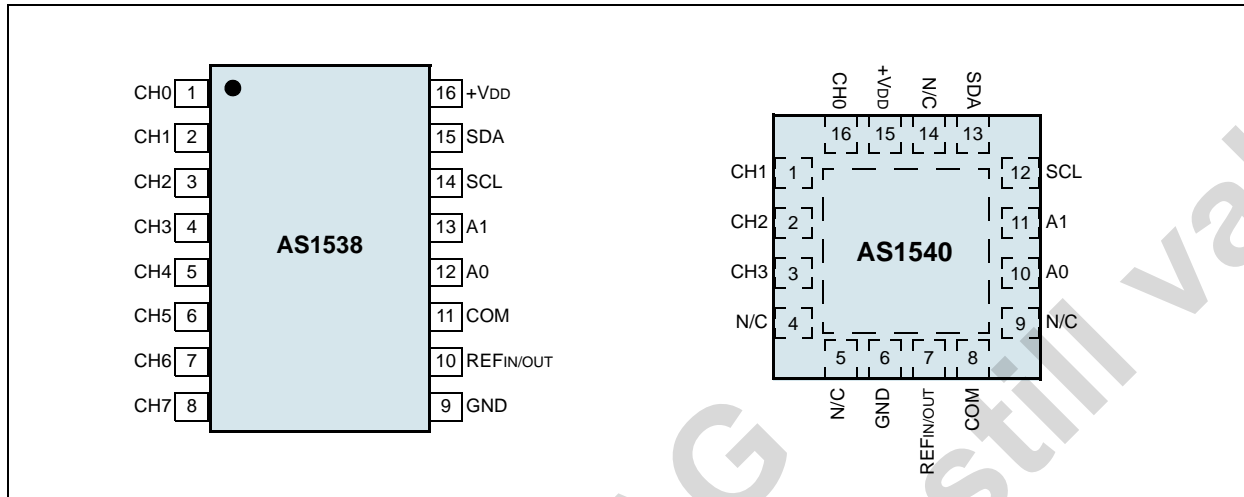 CH0 1 16 +VDD
CH1 2 15 SDA
CH2 3 14 SCL
CH3 4 13 A1
CH4 5 12 A0
CH5 6 11 COM
CH6 7 10 REFIN/OUT
CH7 8 9 GND
AS1538
CH0 +VDD N/C SDA
16 15 14 13
CH1 1 12 SCL
CH2 2 11 A1
CH3 3 10 A0
N/C 4 9 N/C
AS1540
5 6 7 8
N/C GND REFIN/OUT COM
G
still va